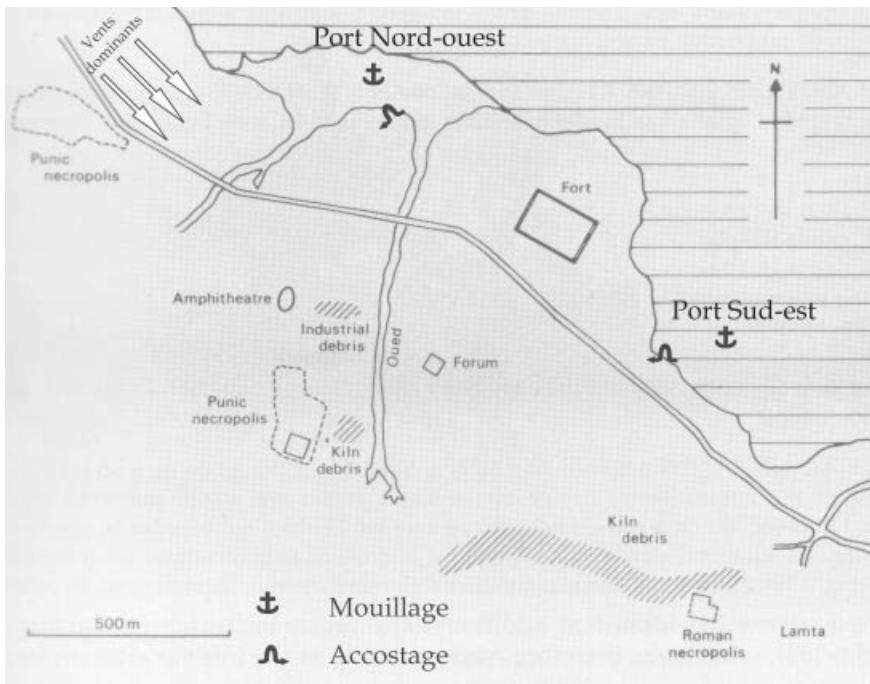 Port Nord-ouest
Vents
dominants
N
Punic
necropolis
Fort
Amphitheatre
Industrial
debris
Port Sud-est
Oued
Forum
Punic
necropolis
Kiln
debris
Kiln
debris
Mouillage
500 m
Accostage
Roman
necropolis
Lamta